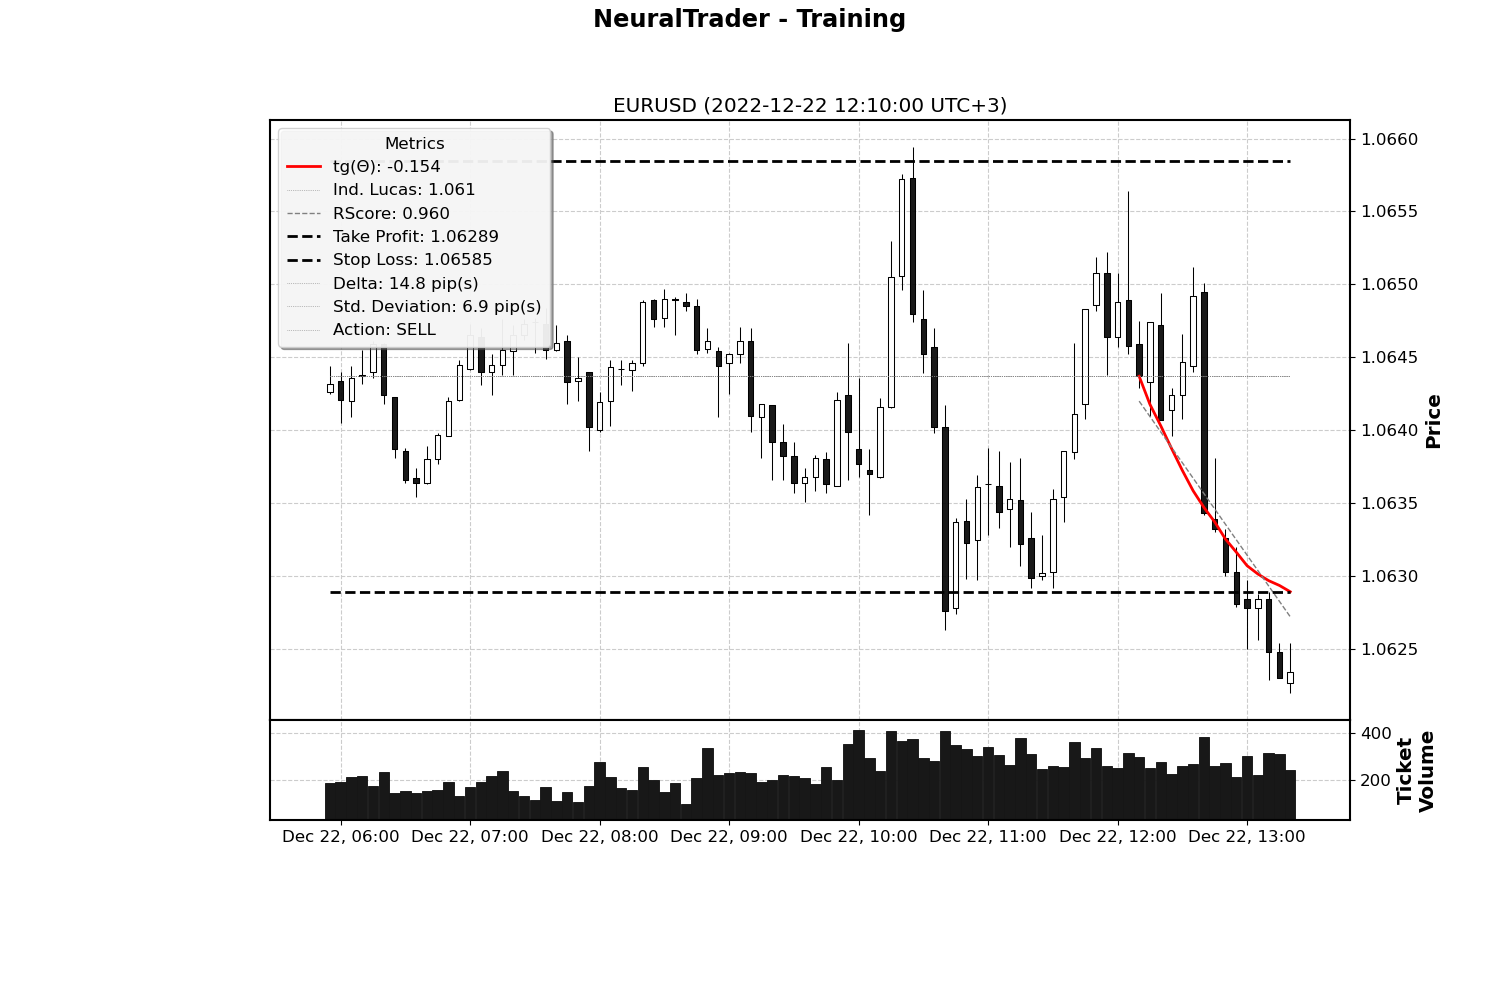 NeuralTrader - Training
EURUSD (2022-12-22 12:10:00 UTC+3)
Metrics
tg(Θ): -0.154
Ind. Lucas: 1.061
RScore: 0.960
Take Profit: 1.06289
Stop Loss: 1.06585
Delta: 14.8 pip(s)
Std. Deviation: 6.9 pip(s)
Action: SELL
1.0660
1.0655
1.0650
1.0645
1.0640
1.0635
1.0630
1.0625
Price
400
200
Ticket
Volume
Dec 22, 06:00
Dec 22, 07:00
Dec 22, 08:00
Dec 22, 09:00
Dec 22, 10:00
Dec 22, 11:00
Dec 22, 12:00
Dec 22, 13:00